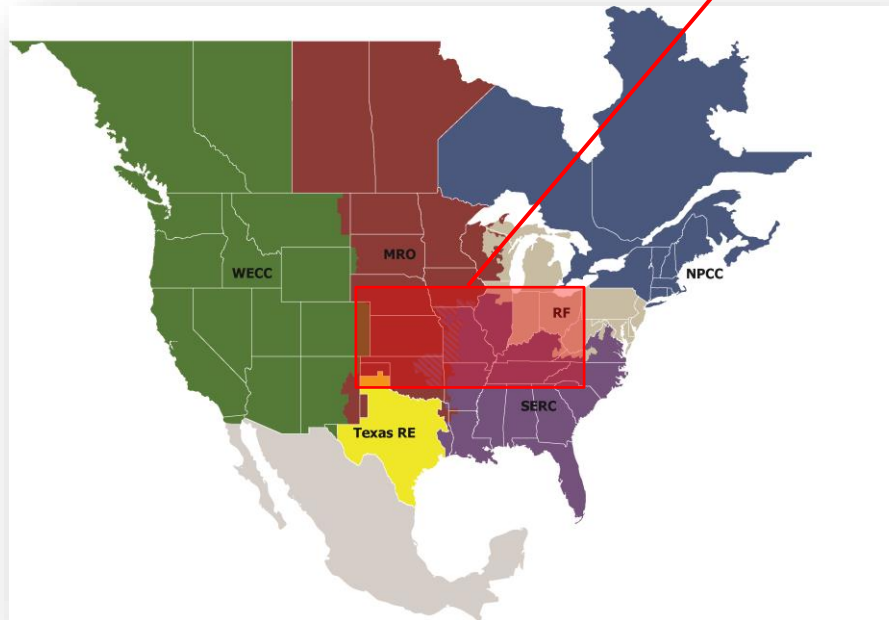 MRO
WECC
NPCC
RF
SERC
Texas RE